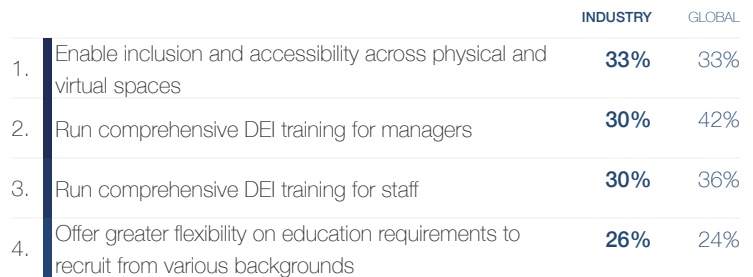 INDUSTRY GLOBAL
1. Enable inclusion and accessibility across physical and
virtual spaces 33% 33%
2. Run comprehensive DEI training for managers 30% 42%
3. Run comprehensive DEI training for staff 30% 36%
4. Offer greater flexibility on education requirements to
recruit from various backgrounds 26% 24%